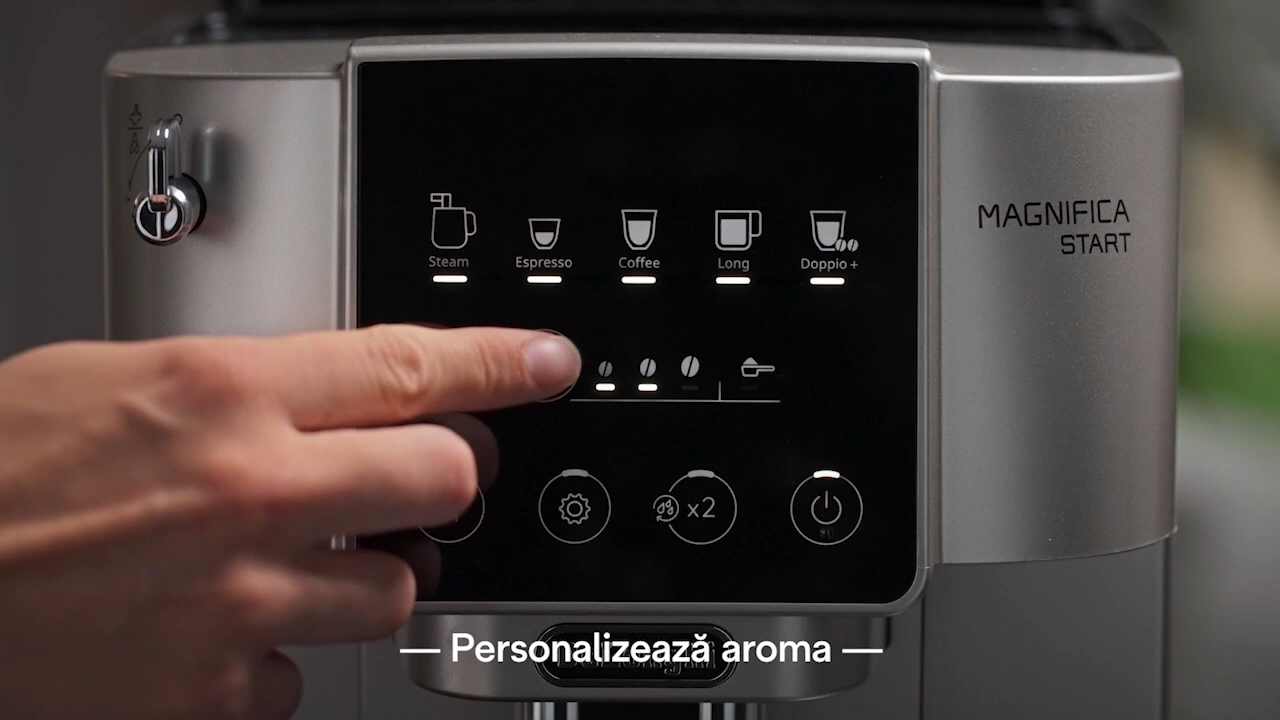 MAGNIFICA
START
Steam Espresso Coffee Long Doppio+
x2
— Personalizează aroma —